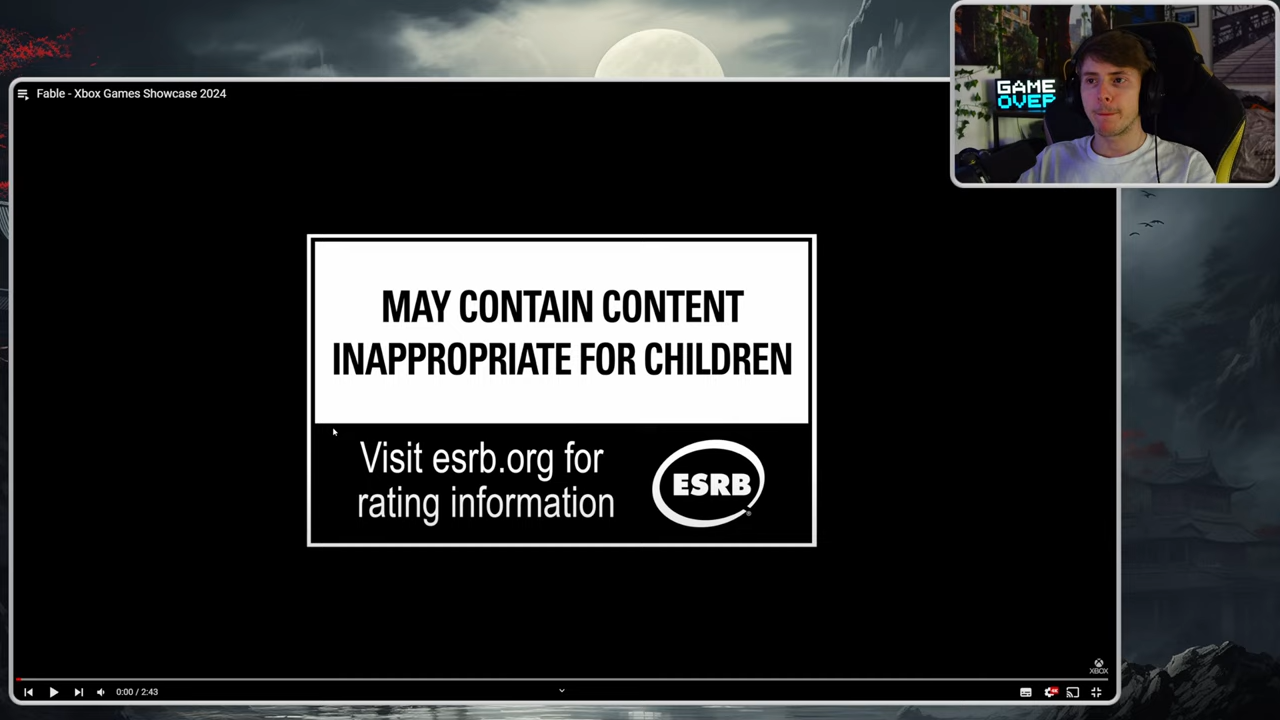 Fable - Xbox Games Showcase 2024
GAME
OVER
MAY CONTAIN CONTENT
INAPPROPRIATE FOR CHILDREN
Visit esrb.org for
rating information
ESRB
XBOX
0:00 / 2:43